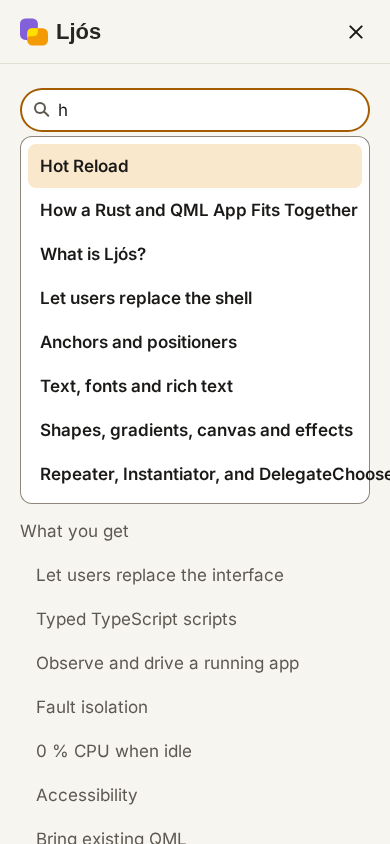 Ljós
h
Hot Reload
How a Rust and QML App Fits Together
What is Ljós?
Let users replace the shell
Anchors and positioners
Text, fonts and rich text
Shapes, gradients, canvas and effects
Repeater, Instantiator, and DelegateChoose
What you get
Let users replace the interface
Typed TypeScript scripts
Observe and drive a running app
Fault isolation
0 % CPU when idle
Accessibility
Bring existing QML